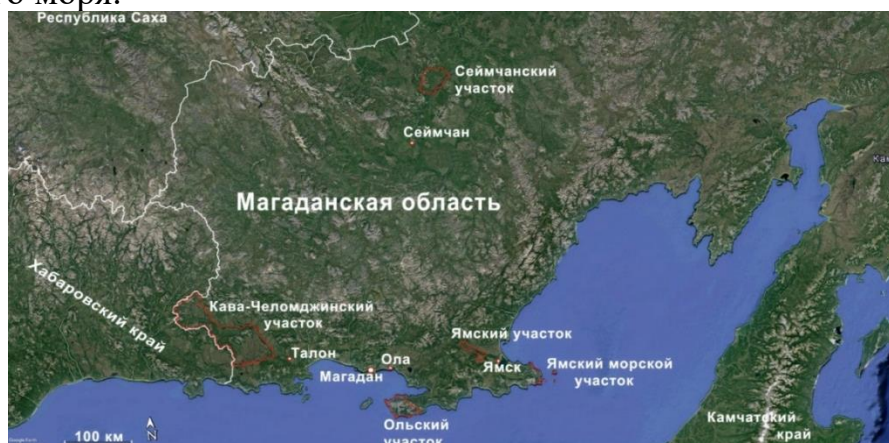 о моря.
Республика Саха
Сеймчанский
участок
Сеймчан
Магаданская область
Хабаровский край
Кава-Челомджинский
участок
Ямский участок
Талон
Ола
Магадан
Ямск
Ямский морской
участок
Ольский
участок
Камчатский
край
100 км
N